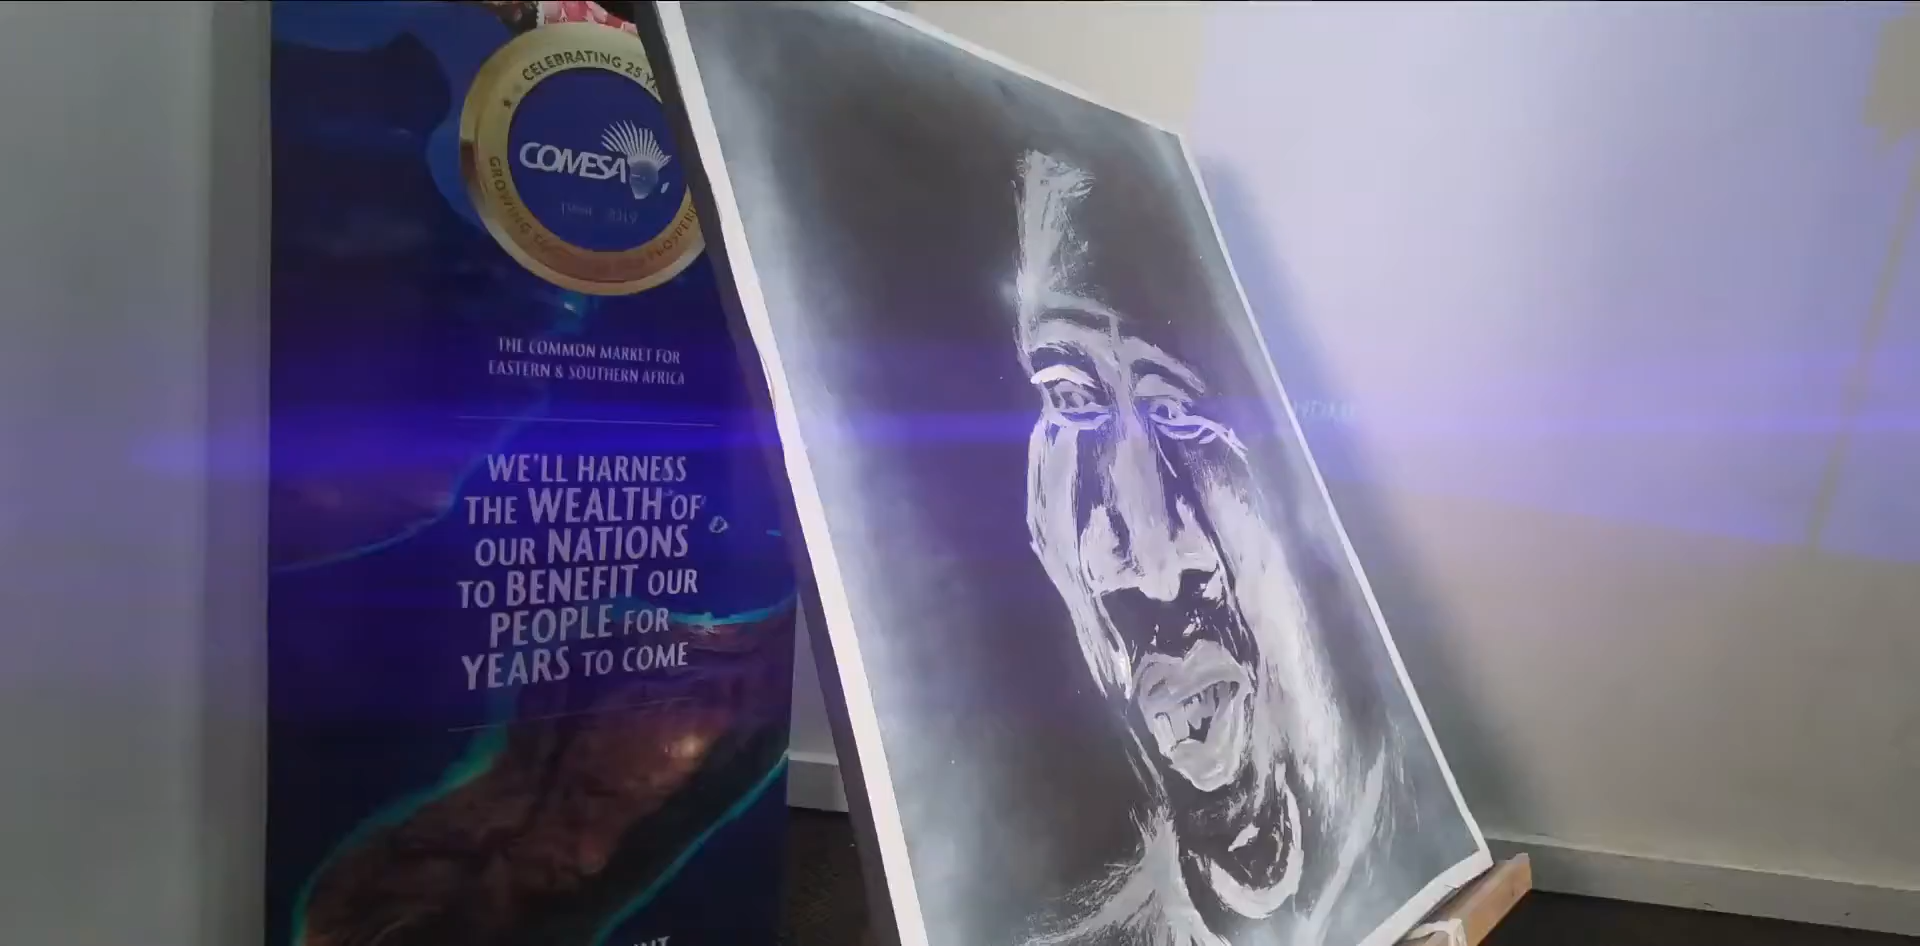 CELEBRATING 25
COMESA
GROWING
THE COMMON MARKET FOR
EASTERN & SOUTHERN AFRICA
WE'LL HARNESS
THE WEALTH OF
OUR NATIONS
TO BENEFIT OUR
PEOPLE FOR
YEARS TO COME